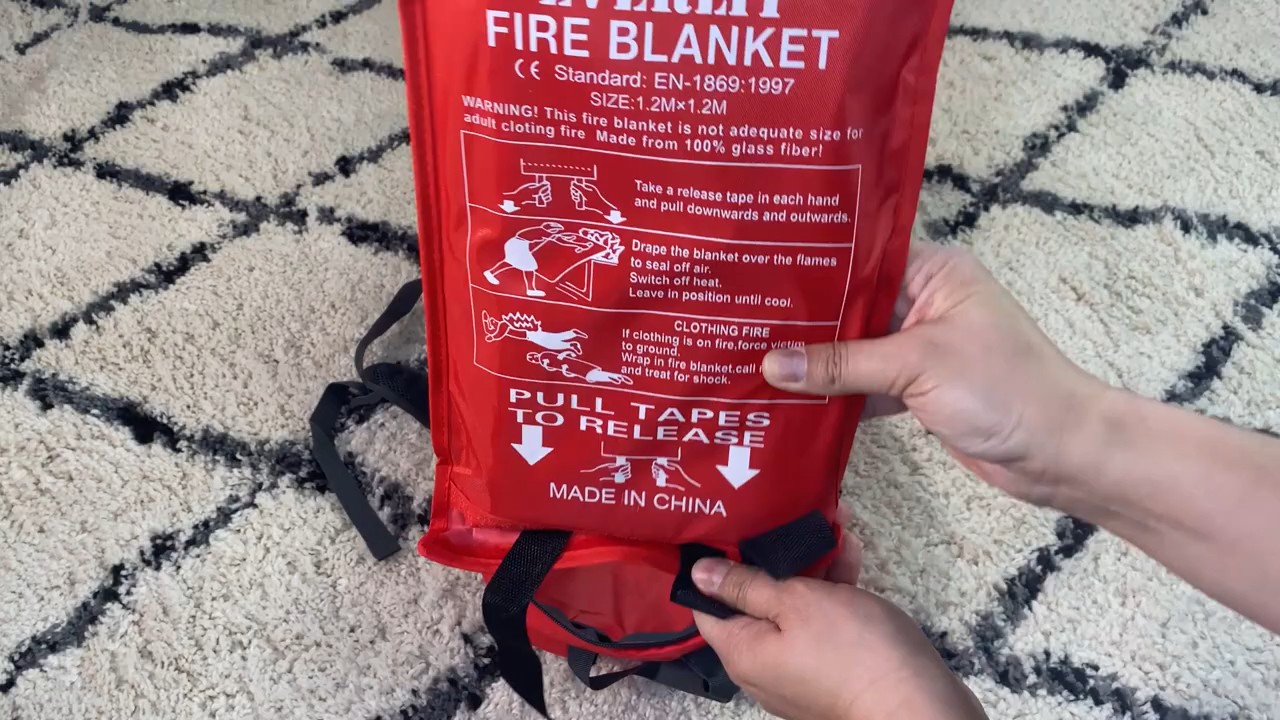 FIRE BLANKET
CE Standard: EN-1869:1997
SIZE:1.2M×1.2M
WARNING! This fire blanket is not adequate size for
adult cloting fire Made from 100% glass fiber!
Take a release tape in each hand
and pull downwards and outwards.
Drape the blanket over the flames
to seal off air.
Switch off heat.
Leave in position until cool.
CLOTHING FIRE
If clothing is on fire,force victim
to ground.
Wrap in fire blanket,call
and treat for shock.
PULL TAPES
TO RELEASE
MADE IN CHINA